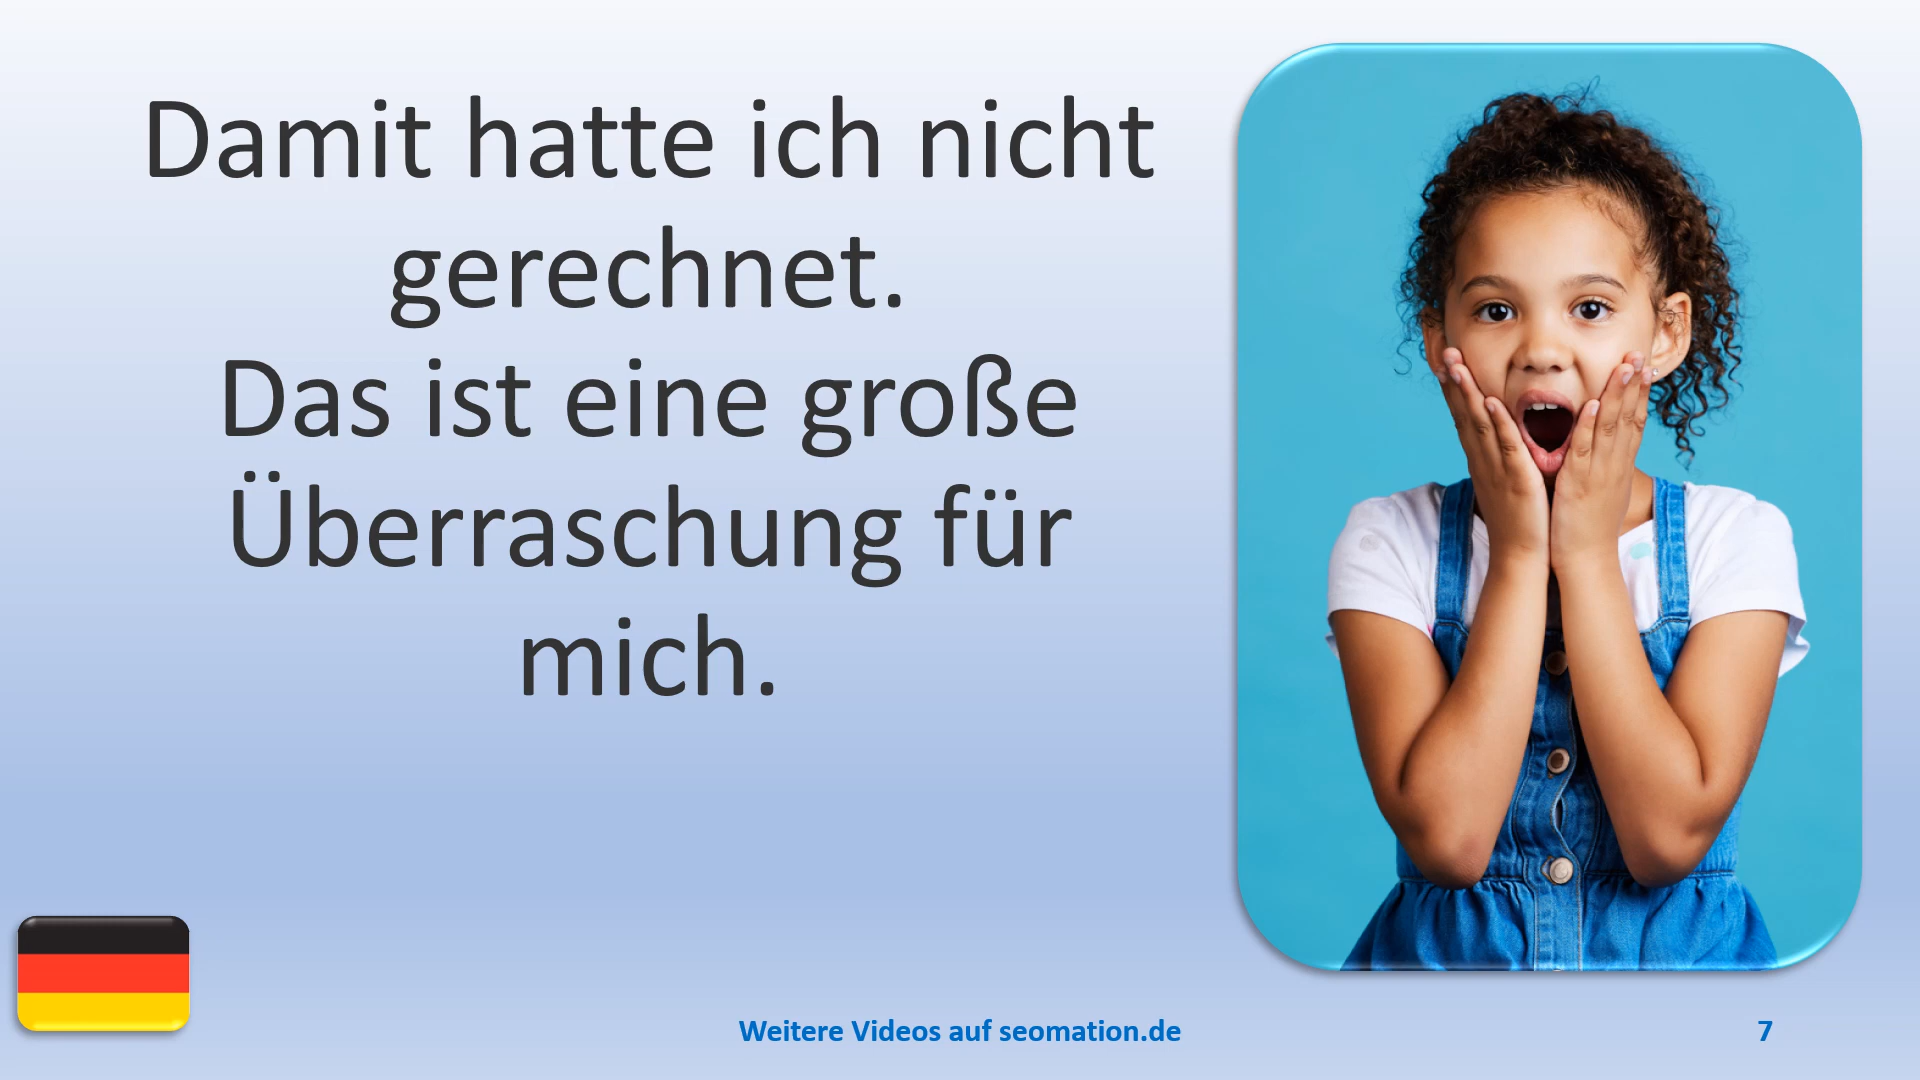 Damit hatte ich nicht
gerechnet.
Das ist eine große
Überraschung für
mich.
Weitere Videos auf seomation.de
7